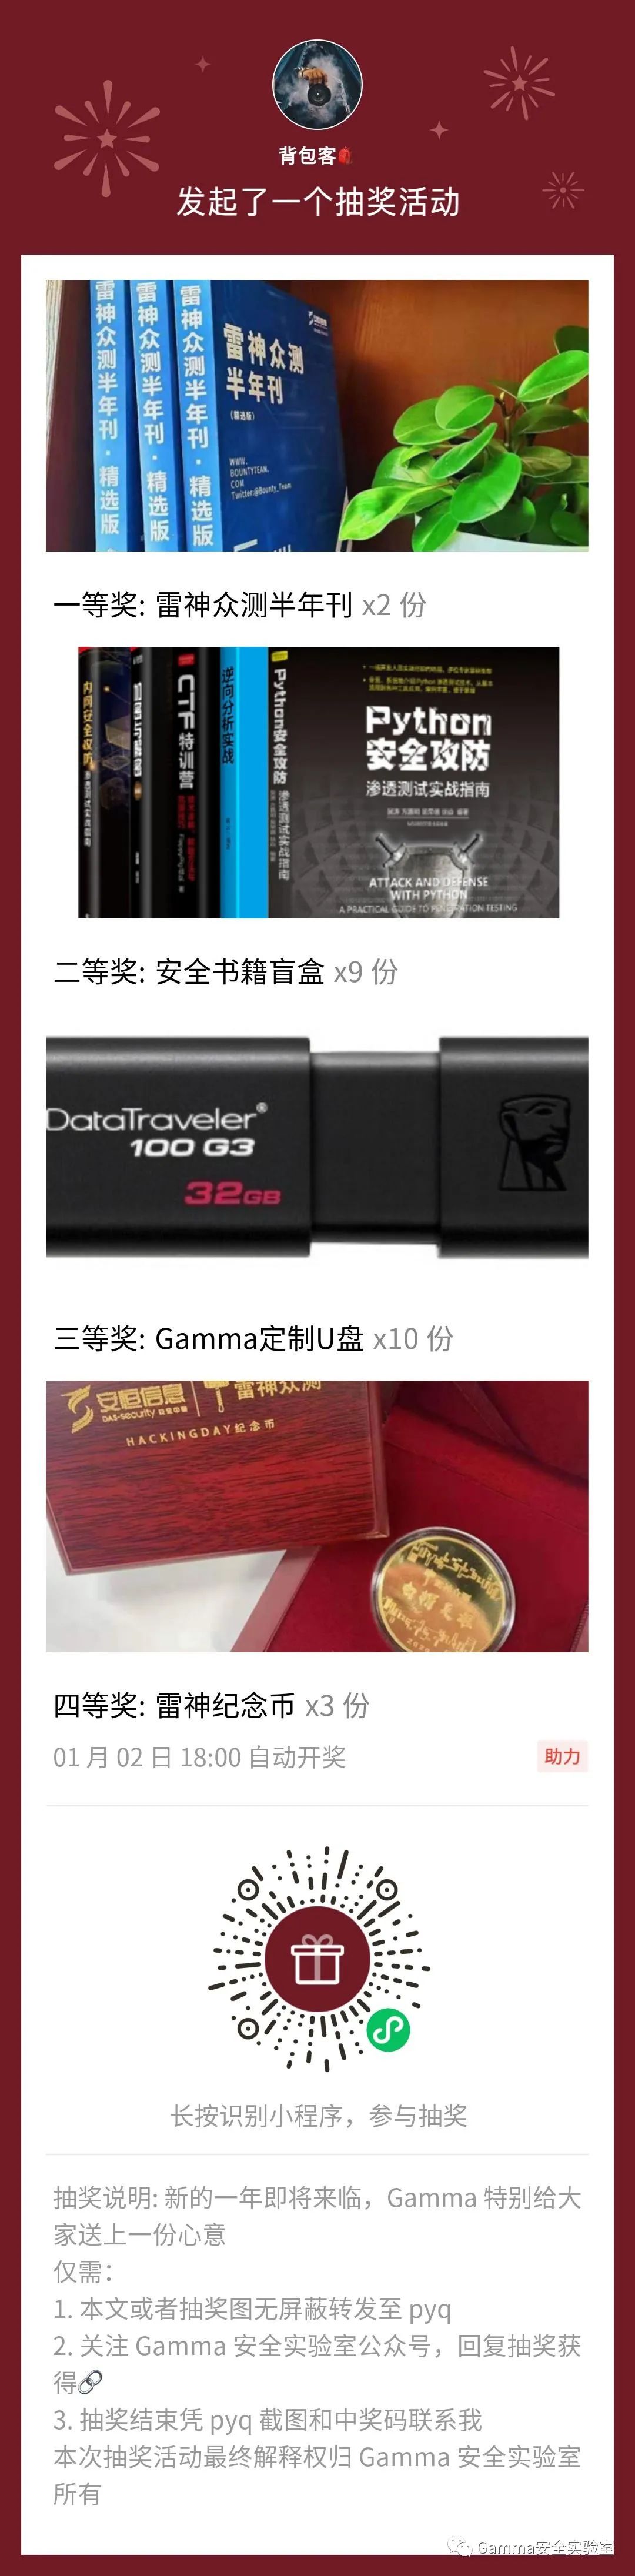 背包客
发起了一个抽奖活动
雷神众测半年刊·精选版
雷神众测半年刊·精选版
雷神众测半年刊·精选版
雷神众测
半年刊
(精选版)
WWW.
BOUNTYTEAM.
COM
Twitter:@Bounty_Team
一等奖: 雷神众测半年刊 x2 份
内网安全攻防
渗透测试实战指南
加密与解密
CTF特训营
逆向分析实战
Python安全攻防
渗透测试实战指南
Python
安全攻防
渗透测试实战指南
ATTACK AND DEFENSE
WITH PYTHON
A PRACTICAL GUIDE TO PENETRATION TESTING
二等奖: 安全书籍盲盒 x9 份
DataTraveler®
100 G3
32GB
三等奖: Gamma定制U盘 x10 份
安恒信息 雷神众测
DAS-security
HACKINGDAY纪念币
四等奖: 雷神纪念币 x3 份
01 月 02 日 18:00 自动开奖
助力
长按识别小程序，参与抽奖
抽奖说明: 新的一年即将来临，Gamma 特别给大
家送上一份心意
仅需：
1. 本文或者抽奖图无屏蔽转发至 pyq
2. 关注 Gamma 安全实验室公众号，回复抽奖获
得🔗
3. 抽奖结束凭 pyq 截图和中奖码联系我
本次抽奖活动最终解释权归 Gamma 安全实验室
所有
Gamma安全实验室